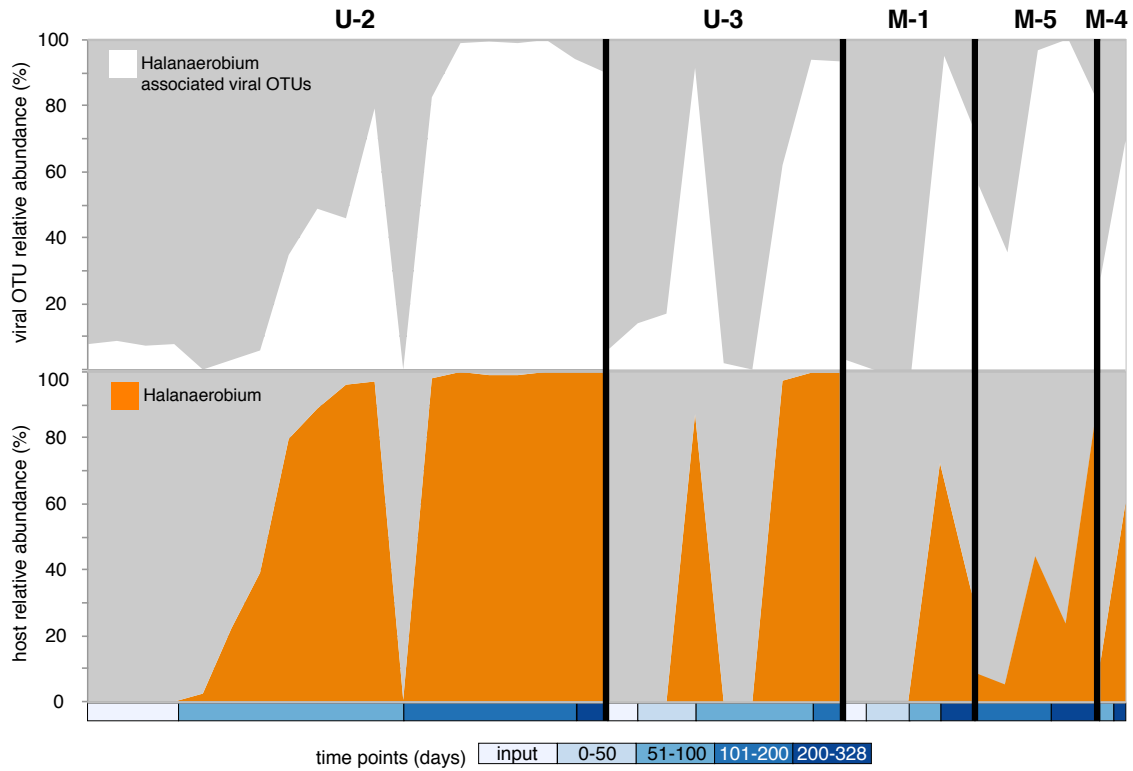 U-2 U-3 M-1 M-5 M-4
viral OTU relative abundance (%)
100
80
60
40
20
Halanaerobium
associated viral OTUs
host relative abundance (%)
100
80
60
40
20
0
Halanaerobium
time points (days) input 0-50 51-100 101-200 200-328